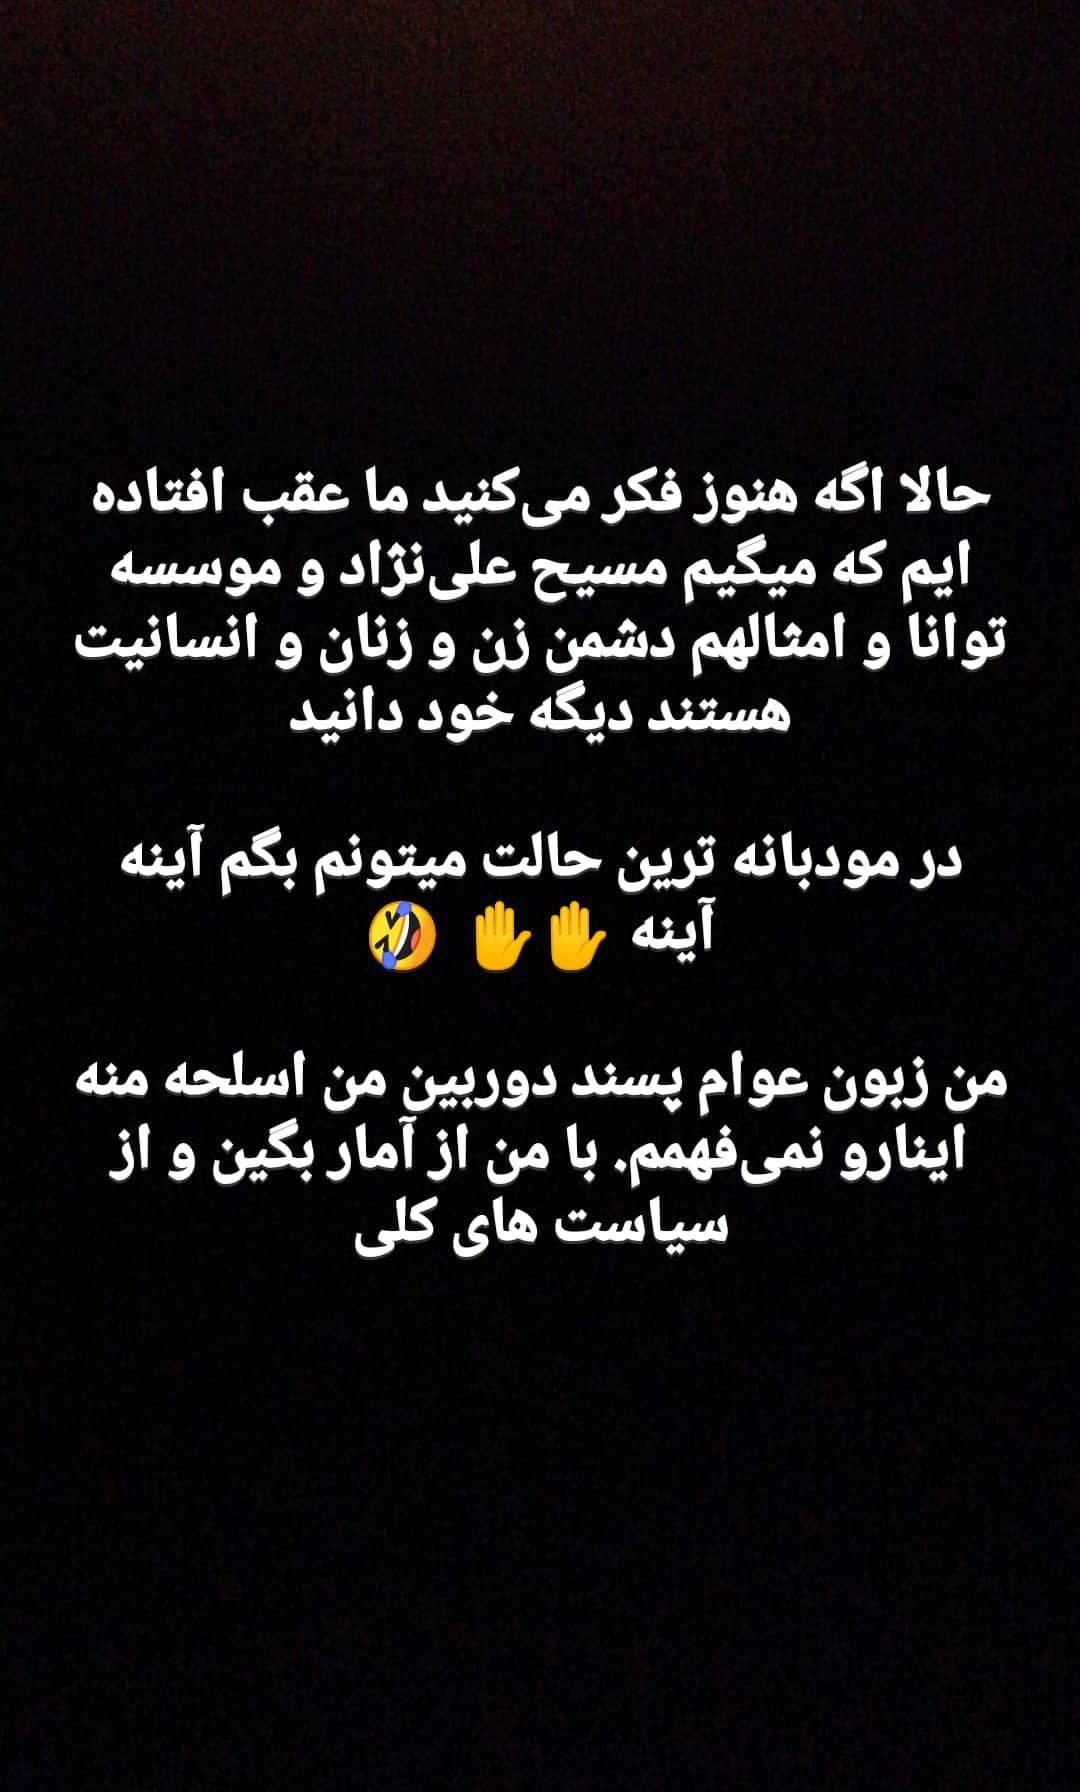 حالا اگه هنوز فکر می‌کنید ما عقب افتاده
ایم که میگیم مسیح علی‌نژاد و موسسه
توانا و امثالهم دشمن زن و زنان و انسانیت
هستند دیگه خود دانید
در مودبانه ترین حالت میتونم بگم آینه
آینه ✋✋ 🤣
من زبون عوام پسند دوربین من اسلحه منه
اینارو نمی‌فهمم. با من از آمار بگین و از
سیاست های کلی